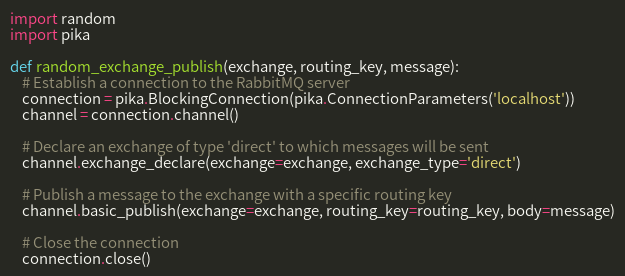 import random
import pika

def random_exchange_publish(exchange, routing_key, message):
    # Establish a connection to the RabbitMQ server
    connection = pika.BlockingConnection(pika.ConnectionParameters('localhost'))
    channel = connection.channel()

    # Declare an exchange of type 'direct' to which messages will be sent
    channel.exchange_declare(exchange=exchange, exchange_type='direct')

    # Publish a message to the exchange with a specific routing key
    channel.basic_publish(exchange=exchange, routing_key=routing_key, body=message)

    # Close the connection
    connection.close()